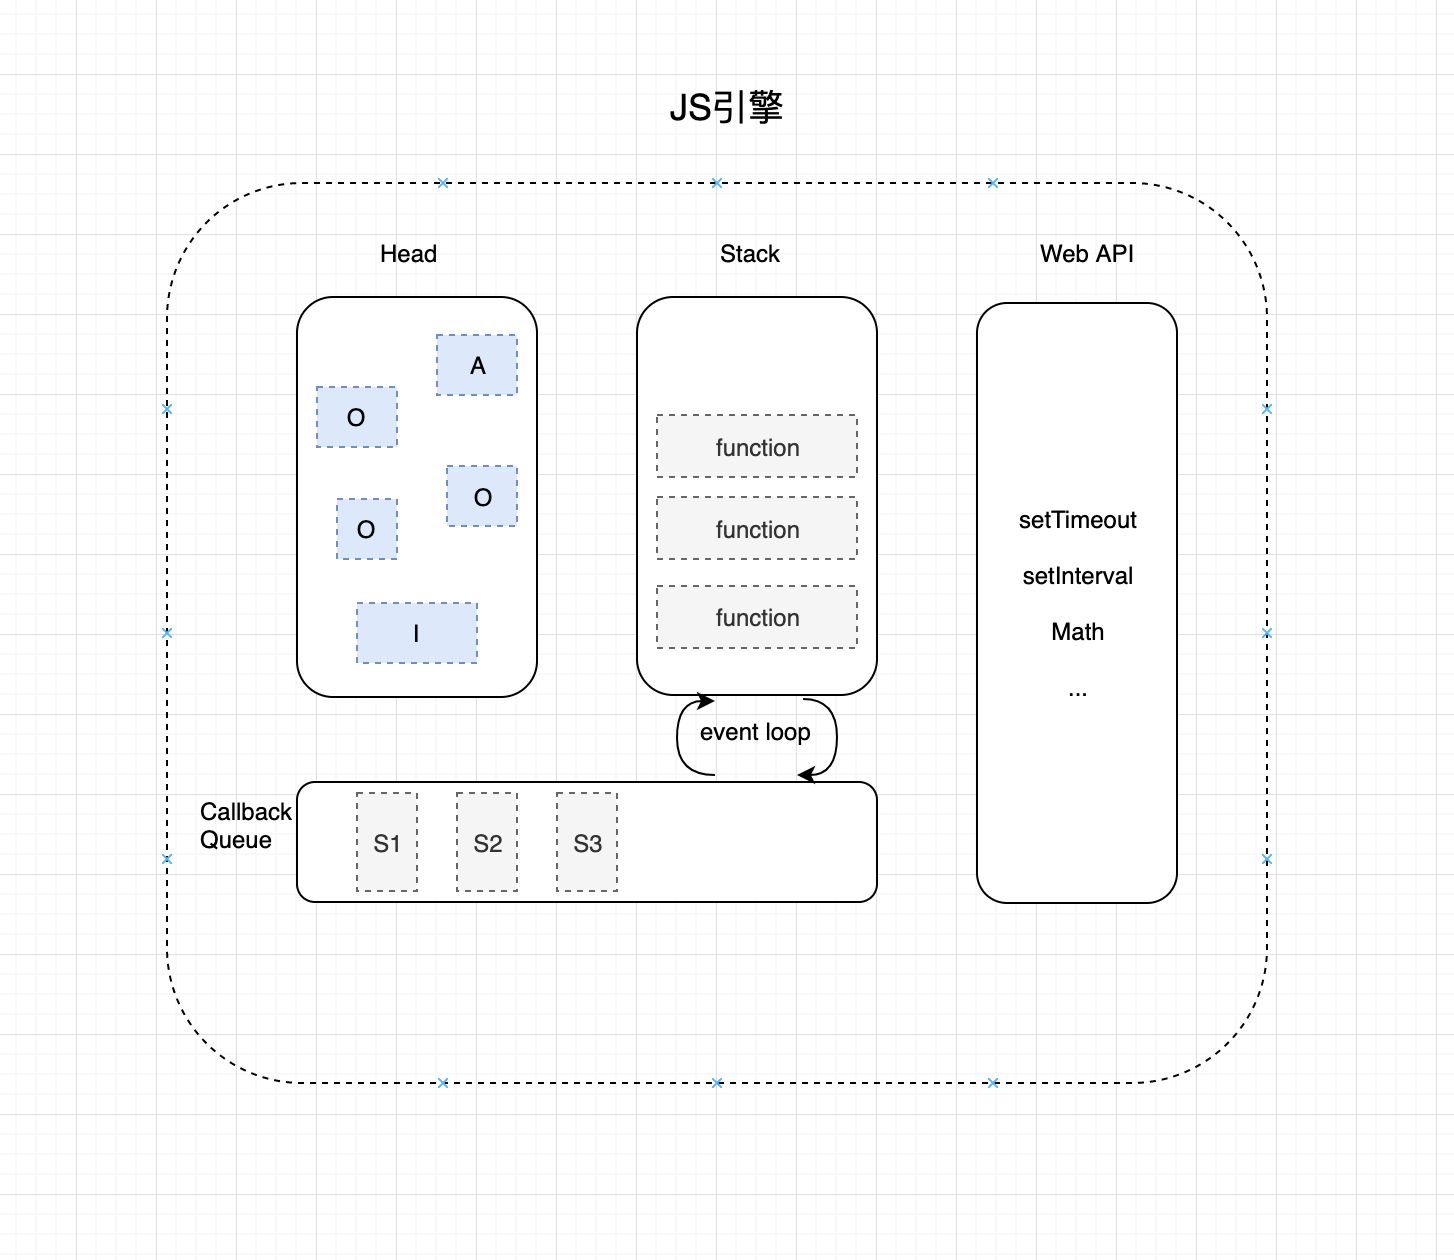 JS引擎
Head
Stack
Web API
A
O
O
O
I
function
function
function
setTimeout
setInterval
Math
...
event loop
Callback
Queue
S1
S2
S3